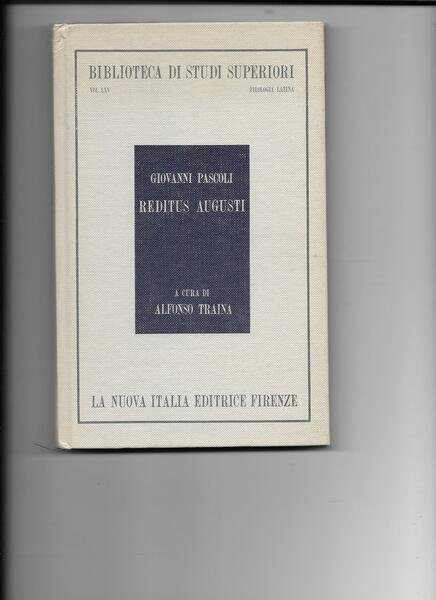 BIBLIOTECA DI STUDI SUPERIORI
VOL. LXV FILOLOGIA LATINA
GIOVANNI PASCOLI
REDITUS AUGUSTI
A CURA DI
ALFONSO TRAINA
LA NUOVA ITALIA EDITRICE FIRENZE